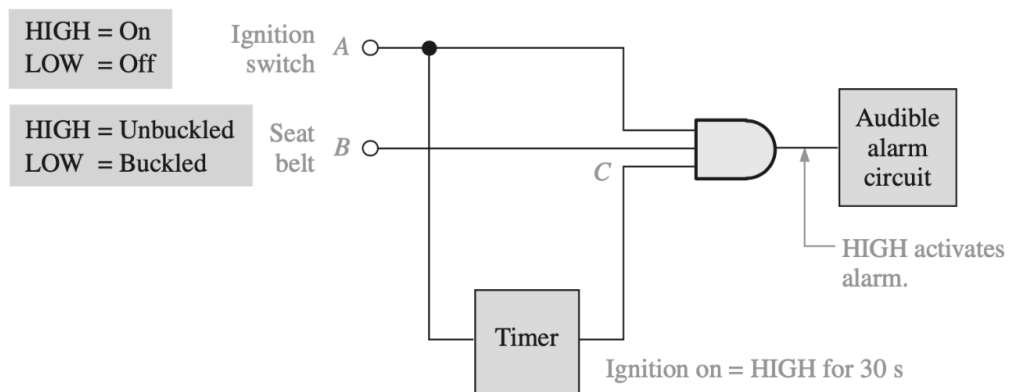 HIGH = On
LOW = Off
Ignition
switch
A
HIGH = Unbuckled
LOW = Buckled
Seat
belt
B
C
Audible
alarm
circuit
HIGH activates
alarm.
Timer
Ignition on = HIGH for 30 s